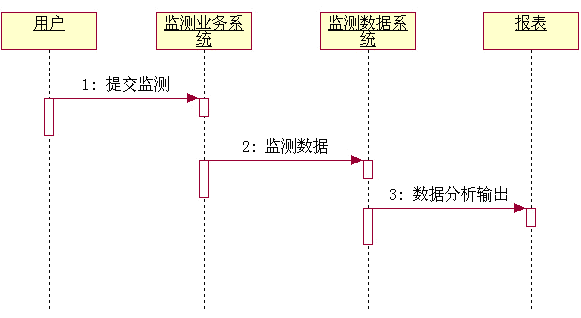 用户
监测业务系
统
监测数据系
统
报表
1: 提交监测
2: 监测数据
3: 数据分析输出